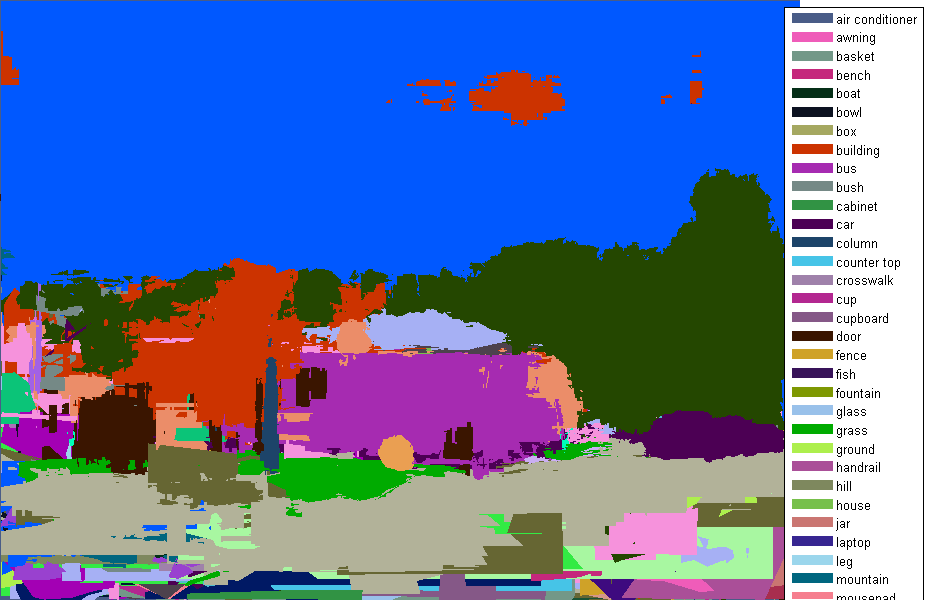 air conditioner
awning
basket
bench
boat
bowl
box
building
bus
bush
cabinet
car
column
counter top
crosswalk
cup
cupboard
door
fence
fish
fountain
glass
grass
ground
handrail
hill
house
jar
laptop
leg
mountain
mousepad